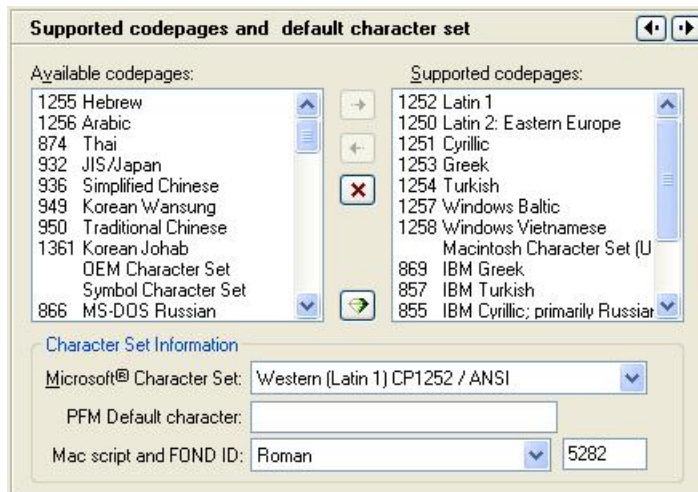 Supported codepages and default character set
Available codepages:
1255 Hebrew
1256 Arabic
874 Thai
932 JIS/Japan
936 Simplified Chinese
949 Korean Wansung
950 Traditional Chinese
1361 Korean Johab
OEM Character Set
Symbol Character Set
866 MS-DOS Russian
Supported codepages:
1252 Latin 1
1250 Latin 2: Eastern Europe
1251 Cyrillic
1253 Greek
1254 Turkish
1257 Windows Baltic
1258 Windows Vietnamese
Macintosh Character Set (U
869 IBM Greek
857 IBM Turkish
855 IBM Cyrillic; primarily Russian
Character Set Information
Microsoft® Character Set: Western (Latin 1) CP1252 / ANSI
PFM Default character:
Mac script and FOND ID: Roman 5282